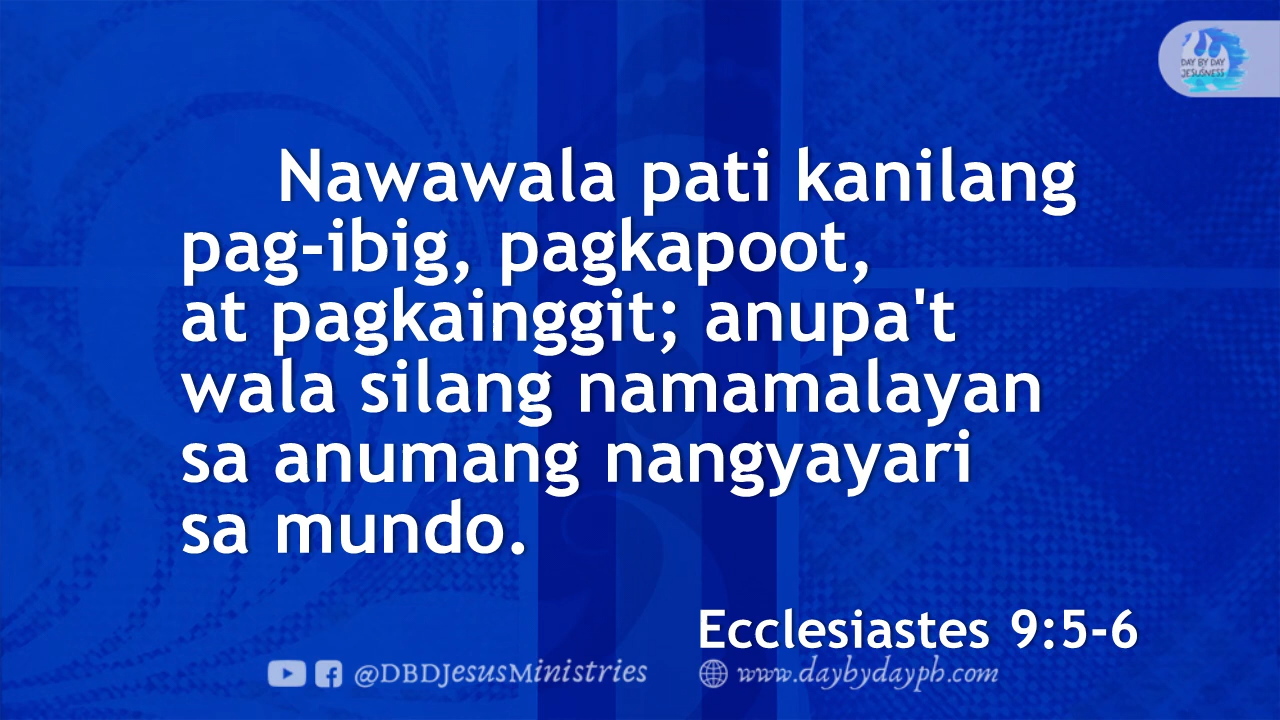 DAY BY DAY
JESUSNESS
Nawawala pati kanilang
pag-ibig, pagkapoot,
at pagkainggit; anupa't
wala silang namamalayan
sa anumang nangyayari
sa mundo.
Ecclesiastes 9:5-6
@DBDJesusMinistries
www.daybydayph.com